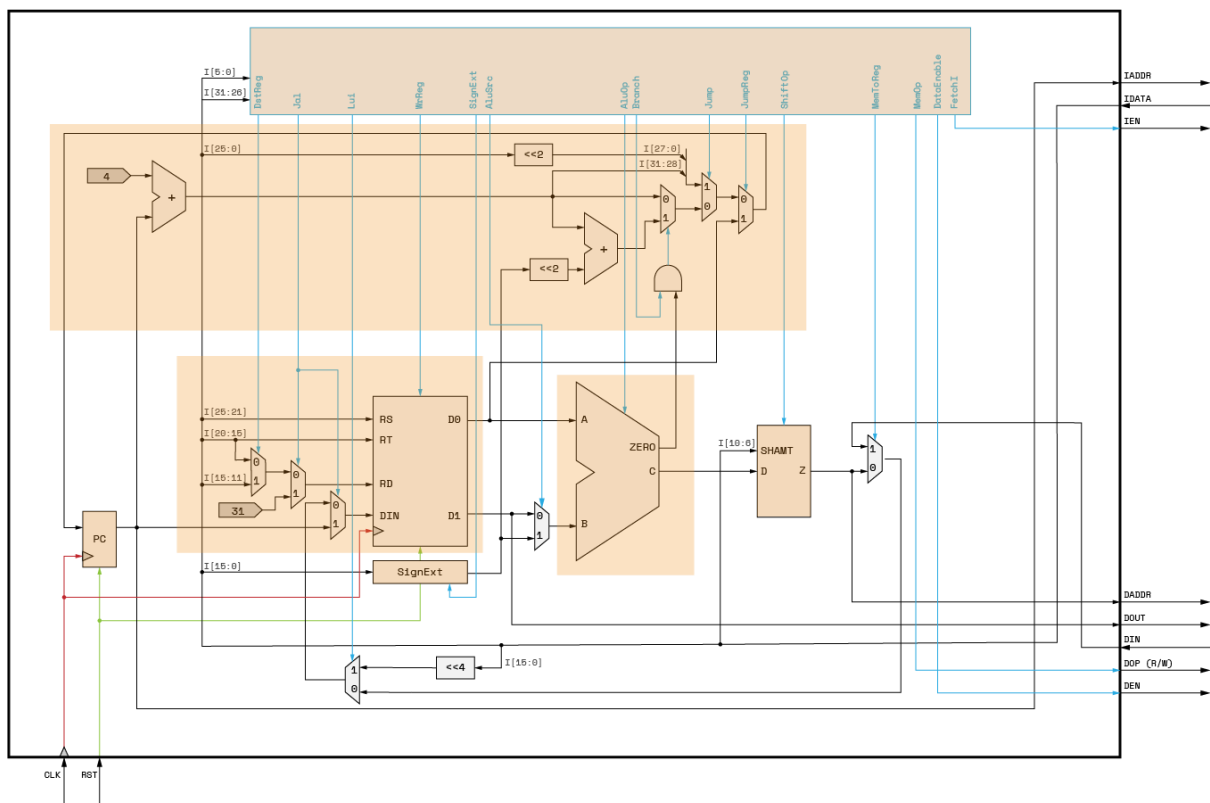 I[5:0]
I[31:26]
DstReg
Jal
Lui
WrReg
SignExt
AluSrc
AluOp
Branch
Jump
JumpReg
ShiftOp
MemToReg
MemOp
DataEnable
FetchI
IADDR
IDATA
IEN
I[25:0]
<<2
I[27:0]
I[31:28]
4
+
1
0
0
1
0
1
+
<<2
I[25:21]
I[20:15]
I[15:11]
31
0
1
0
1
0
1
RS
RT
RD
DIN
D0
D1
0
1
A
B
ZERO
C
I[10:6]
SHAMT
D
Z
1
0
PC
I[15:0]
SignExt
<<4
I[15:0]
1
0
DADDR
DOUT
DIN
DOP (R/W)
DEN
CLK
RST